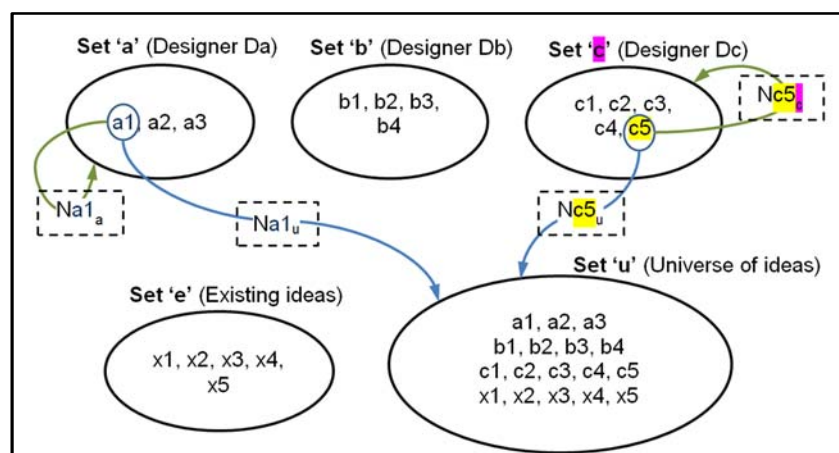 Set ‘a’ (Designer Da)
Set ‘b’ (Designer Db)
Set ‘c’ (Designer Dc)
a1, a2, a3
b1, b2, b3,
b4
c1, c2, c3,
c4, c5
Nc5c
Na1a
Na1u
Nc5u
Set ‘e’ (Existing ideas)
x1, x2, x3, x4,
x5
Set ‘u’ (Universe of ideas)
a1, a2, a3
b1, b2, b3, b4
c1, c2, c3, c4, c5
x1, x2, x3, x4, x5